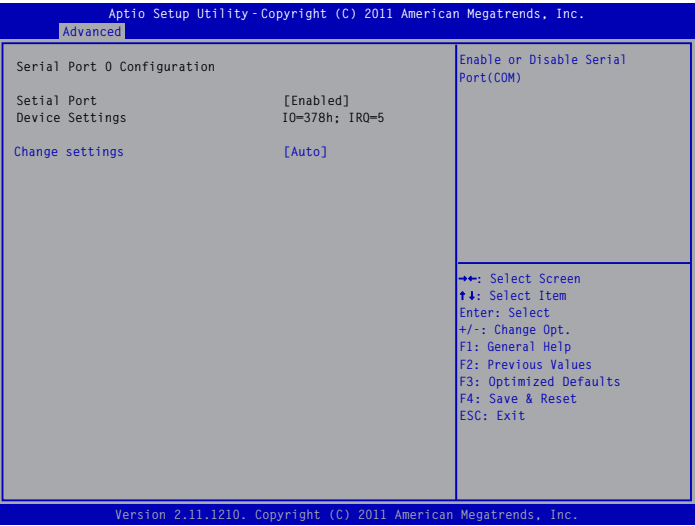 Aptio Setup Utility - Copyright (C) 2011 American Megatrends, Inc.
Advanced
Serial Port 0 Configuration
Setial Port [Enabled]
Device Settings IO=378h; IRQ=5
Change settings [Auto]
Enable or Disable Serial
Port(COM)
→←: Select Screen
↑↓: Select Item
Enter: Select
+/-: Change Opt.
F1: General Help
F2: Previous Values
F3: Optimized Defaults
F4: Save & Reset
ESC: Exit
Version 2.11.1210. Copyright (C) 2011 American Megatrends, Inc.